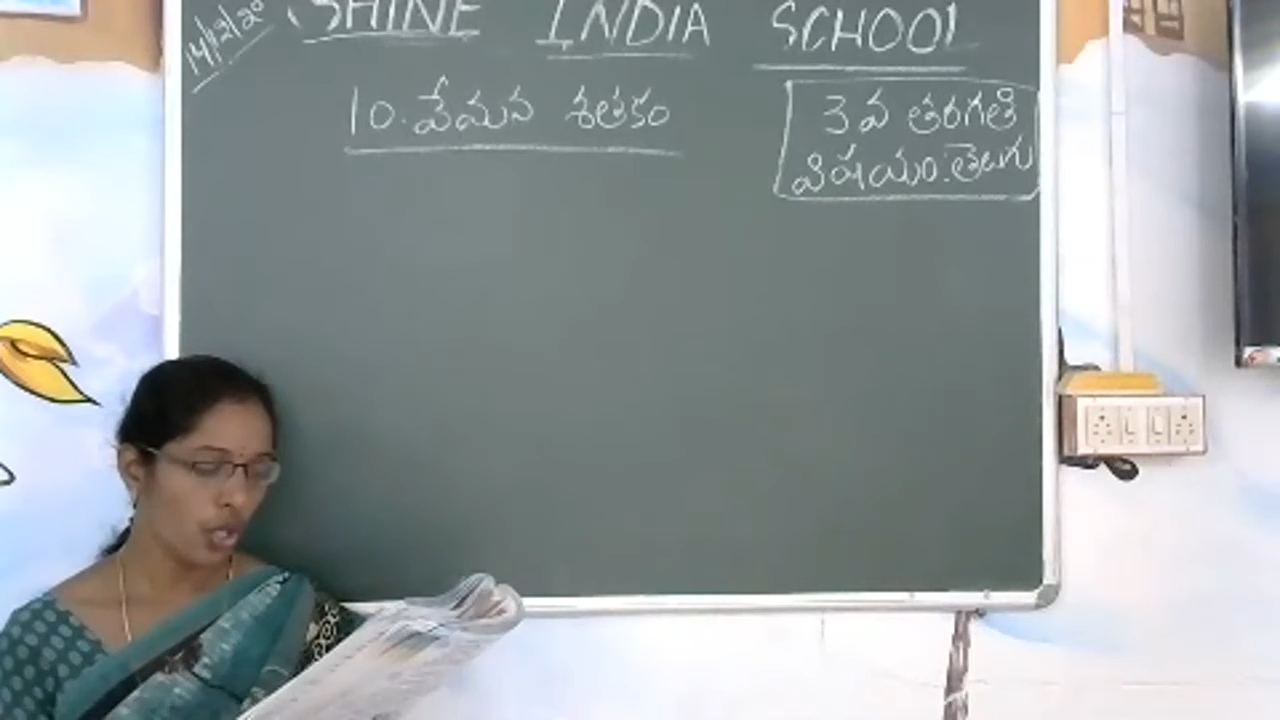 14/12/20
SHINE INDIA SCHOOL
10. వేమన శతకం
3వ తరగతి
విషయం: తెలుగు